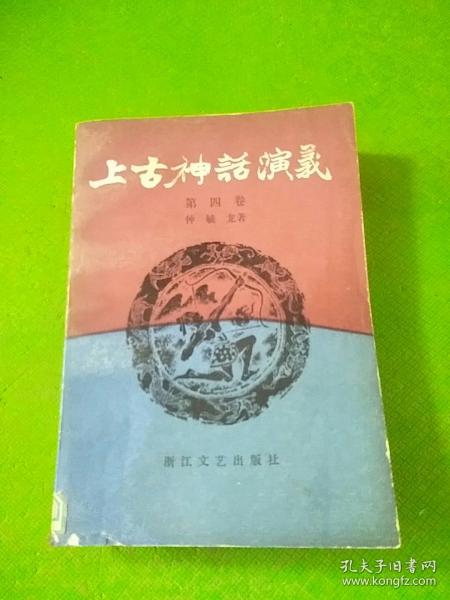 上古神話演義
第四卷
仲毓龙著
浙江文艺出版社
孔夫子旧书网
www.kongfz.com